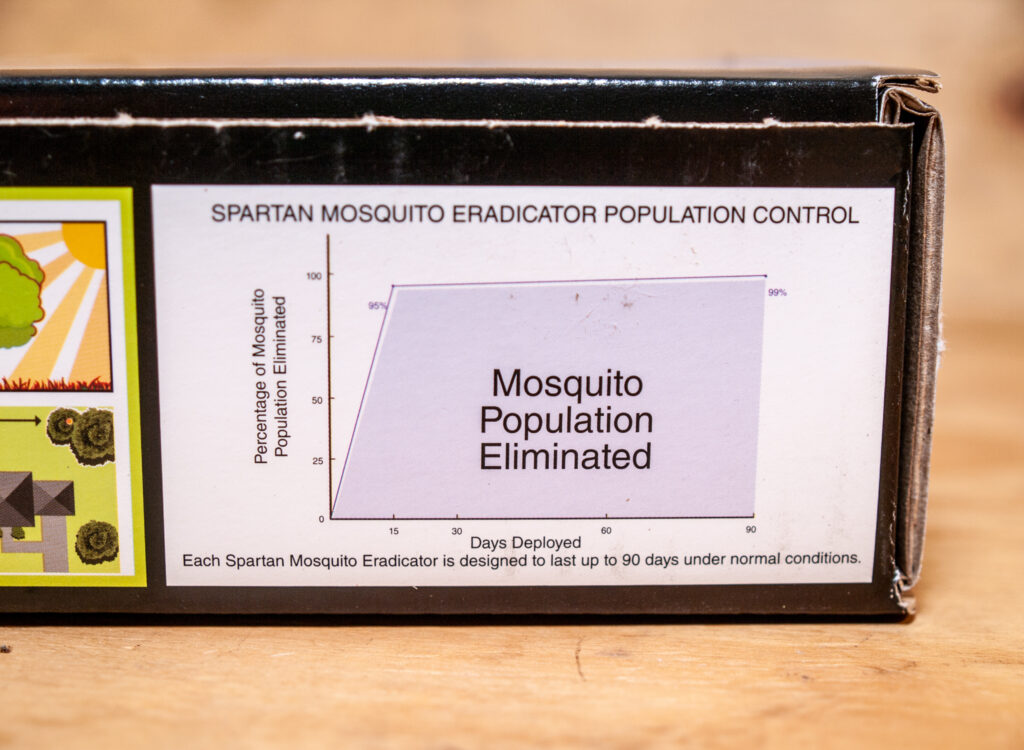 SPARTAN MOSQUITO ERADICATOR POPULATION CONTROL
Percentage of Mosquito
Population Eliminated
100
95%
99%
75
50
25
0
Mosquito
Population
Eliminated
15 30 60 90
Days Deployed
Each Spartan Mosquito Eradicator is designed to last up to 90 days under normal conditions.